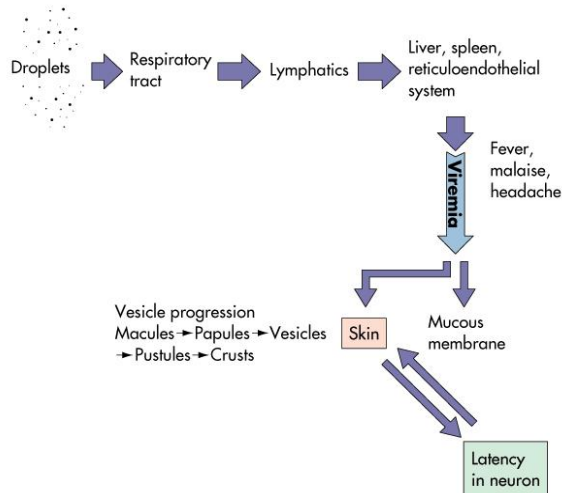 Droplets
Respiratory
tract
Lymphatics
Liver, spleen,
reticuloendothelial
system
Fever,
malaise,
headache
Viremia
Vesicle progression
Macules → Papules → Vesicles
→ Pustules → Crusts
Skin
Mucous
membrane
Latency
in neuron